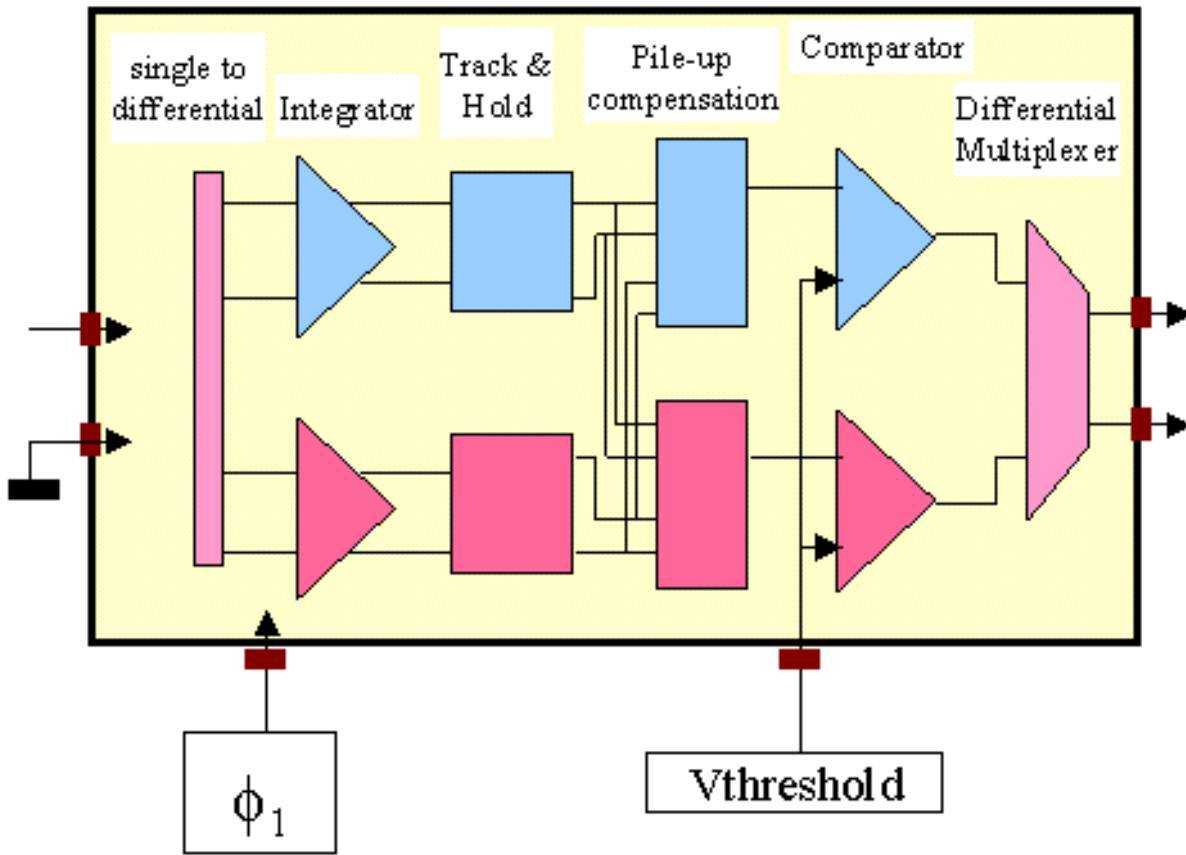 single to
differential
Integrator
Track &
Hold
Pile-up
compensation
Comparator
Differential
Multiplexer
ϕ1
Vthreshold